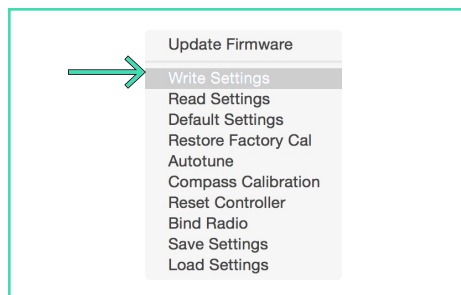 Update Firmware
Write Settings
Read Settings
Default Settings
Restore Factory Cal
Autotune
Compass Calibration
Reset Controller
Bind Radio
Save Settings
Load Settings